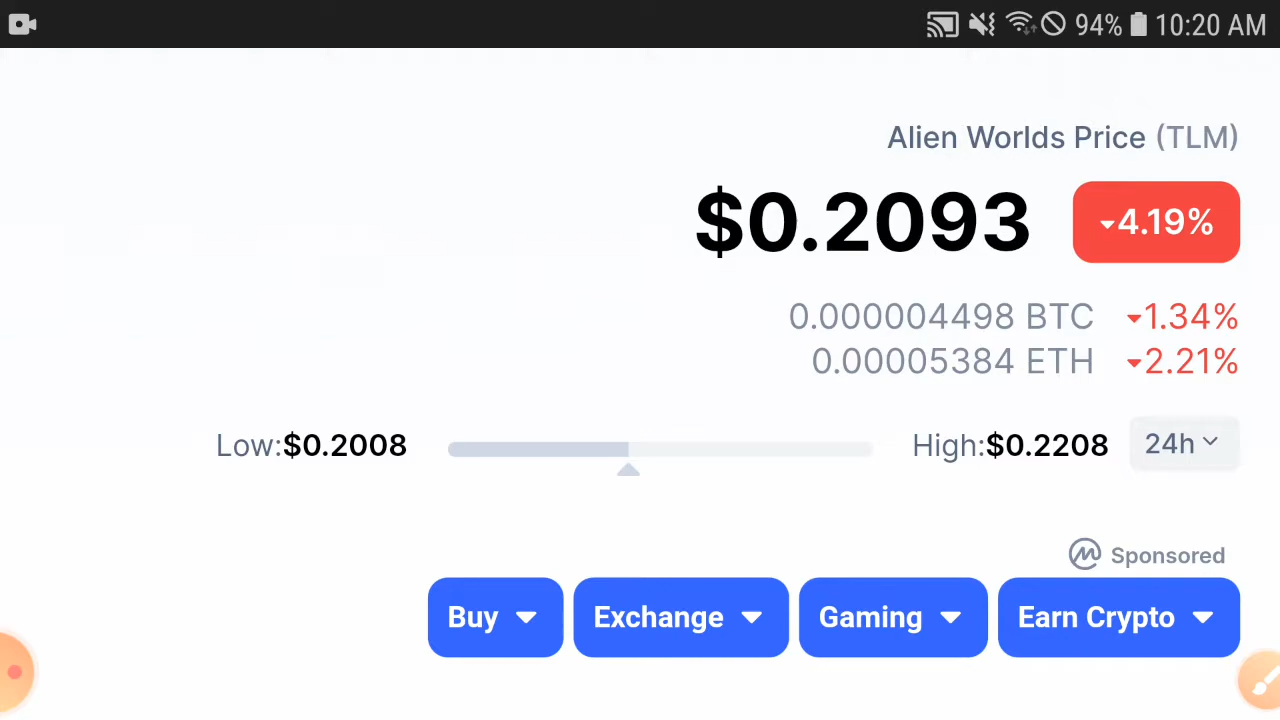 94% 10:20 AM
Alien Worlds Price (TLM)
$0.2093 4.19%
0.000004498 BTC 1.34%
0.00005384 ETH 2.21%
Low:$0.2008 High:$0.2208 24h
Sponsored
Buy Exchange Gaming Earn Crypto